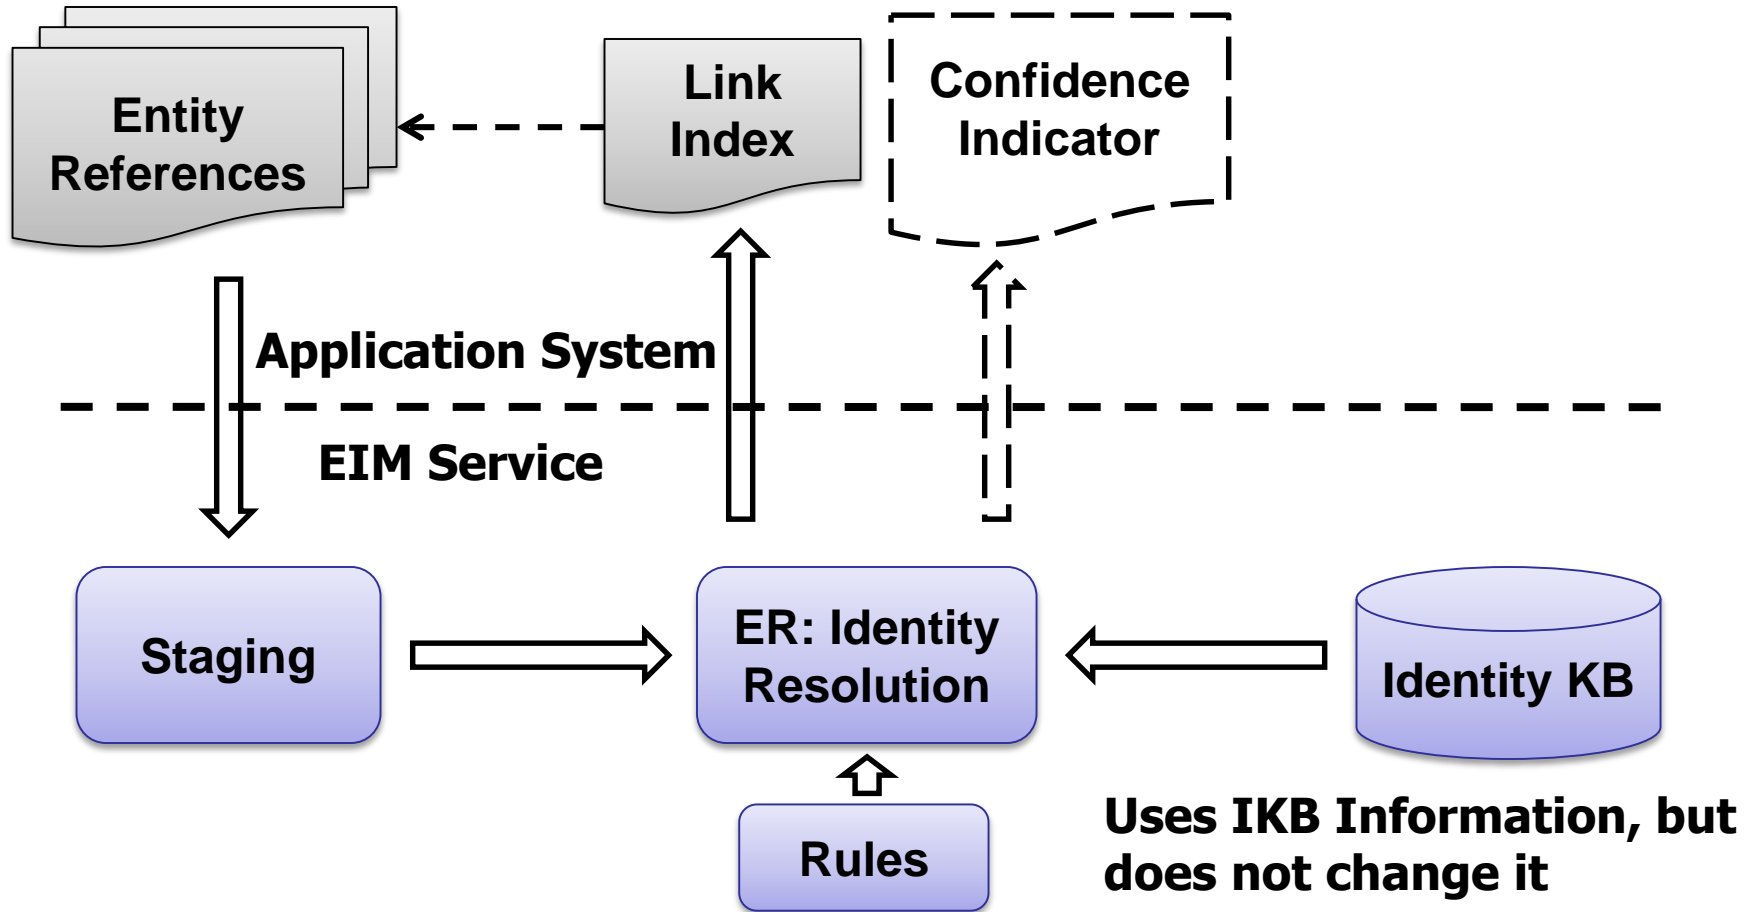 Entity
References
Link
Index
Confidence
Indicator
Application System
EIM Service
Staging
ER: Identity
Resolution
Identity KB
Rules
Uses IKB Information, but
does not change it